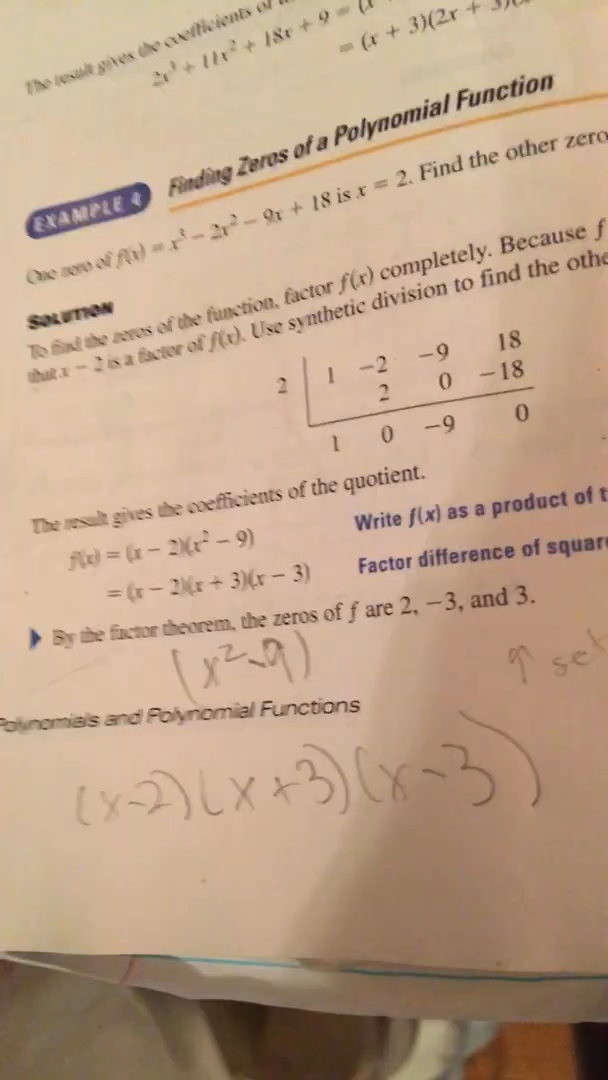 The result gives the coefficients of
2x³ + 11x² + 18x + 9 = (x
= (x + 3)(2x + 3)(
EXAMPLE 4 Finding Zeros of a Polynomial Function
One zero of f(x) = x³ − 2x² − 9x + 18 is x = 2. Find the other zero
SOLUTION
To find the zeros of the function, factor f(x) completely. Because f
that x − 2 is a factor of f(x). Use synthetic division to find the othe
2 1 −2 −9 18
2 0 −18
1 0 −9 0
The result gives the coefficients of the quotient.
f(x) = (x − 2)(x² − 9) Write f(x) as a product of t
= (x − 2)(x + 3)(x − 3) Factor difference of square
By the factor theorem, the zeros of f are 2, −3, and 3.
(x²-9)
↑ set
Polynomials and Polynomial Functions
(x-2)(x+3)(x-3)